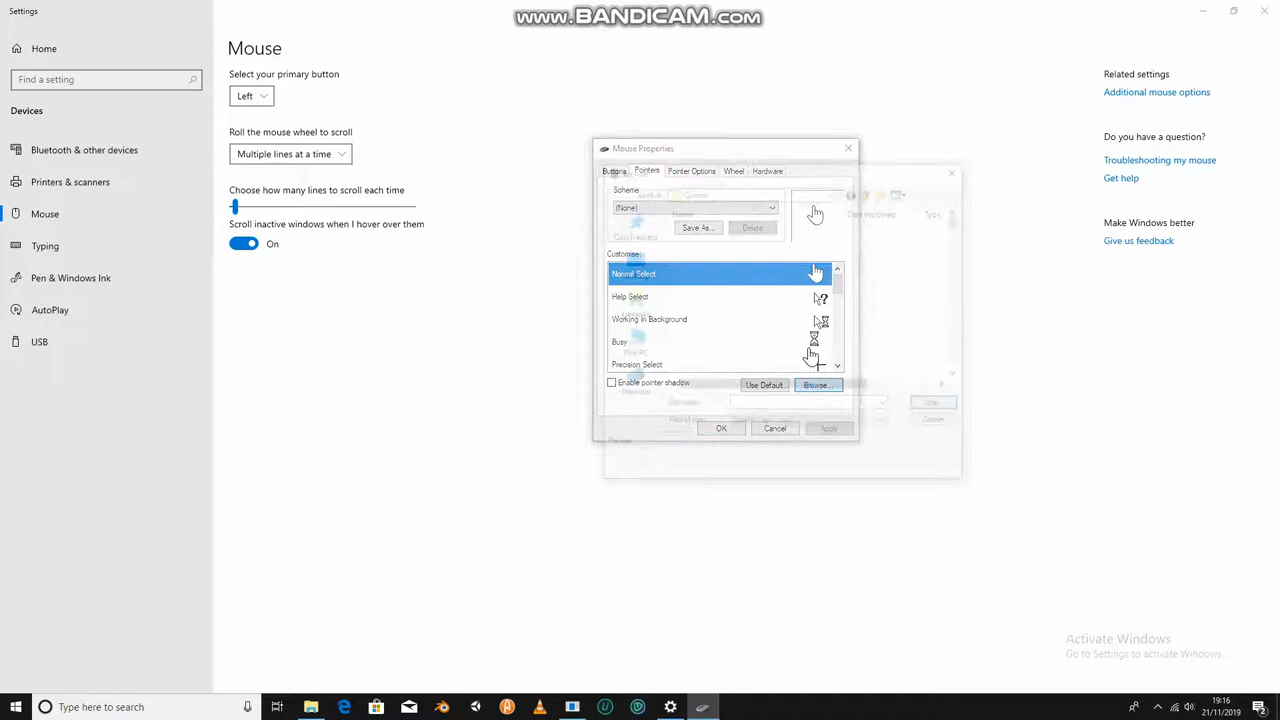 Settings
www.BANDICAM.com
Home
Find a setting
Devices
Bluetooth & other devices
Printers & scanners
Mouse
Typing
Pen & Windows Ink
AutoPlay
USB
Mouse
Select your primary button
Left
Roll the mouse wheel to scroll
Multiple lines at a time
Choose how many lines to scroll each time
Scroll inactive windows when I hover over them
On
Mouse Properties
Buttons Pointers Pointer Options Wheel Hardware
Scheme
(None)
Save As... Delete
Customise:
Normal Select
Help Select
Working In Background
Busy
Precision Select
Enable pointer shadow
Use Default Browse...
OK Cancel Apply
Name
Date modified Type
Related settings
Additional mouse options
Do you have a question?
Troubleshooting my mouse
Get help
Make Windows better
Give us feedback
Activate Windows
Go to Settings to activate Windows.
Type here to search
19:16
21/11/2019